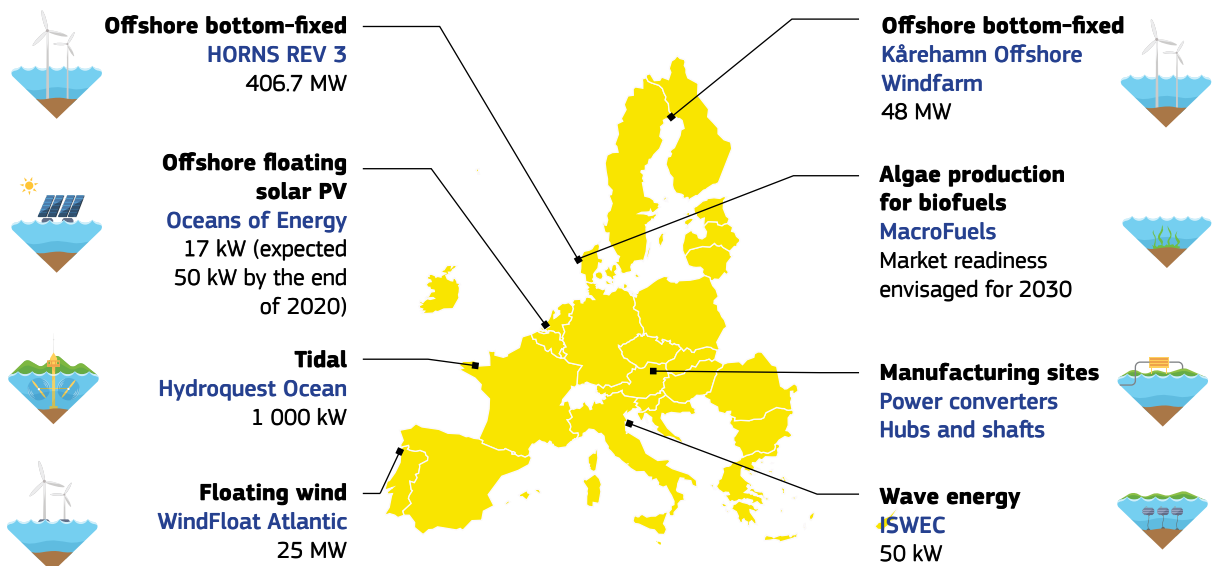 Offshore bottom-fixed
HORNS REV 3
406.7 MW
Offshore floating
solar PV
Oceans of Energy
17 kW (expected
50 kW by the end
of 2020)
Tidal
Hydroquest Ocean
1 000 kW
Floating wind
WindFloat Atlantic
25 MW
Offshore bottom-fixed
Kårehamn Offshore
Windfarm
48 MW
Algae production
for biofuels
MacroFuels
Market readiness
envisaged for 2030
Manufacturing sites
Power converters
Hubs and shafts
Wave energy
ISWEC
50 kW